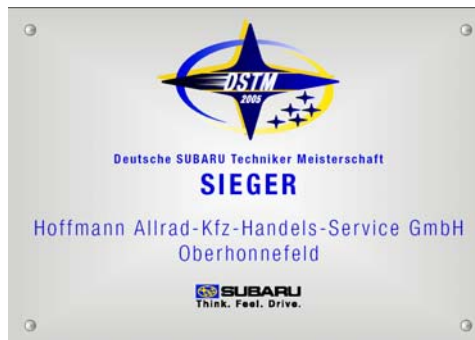 DSTM
2005
Deutsche SUBARU Techniker Meisterschaft
SIEGER
Hoffmann Allrad-Kfz-Handels-Service GmbH
Oberhonnefeld
SUBARU
Think. Feel. Drive.